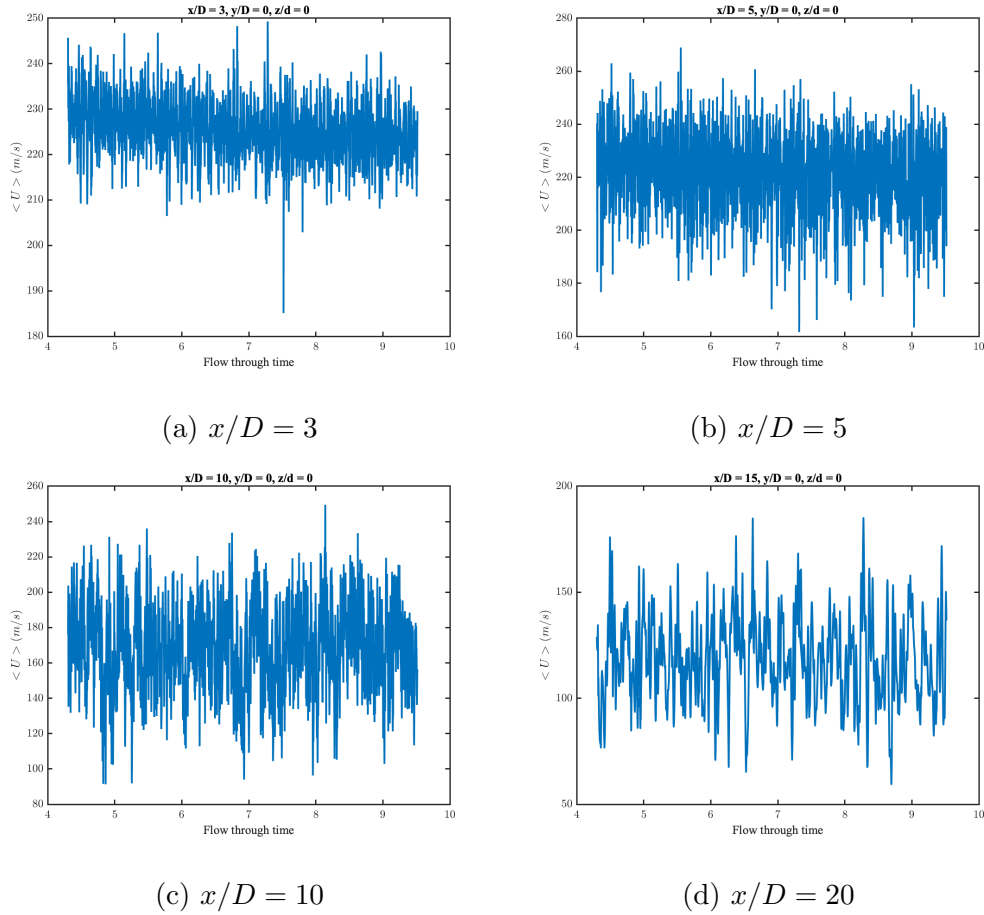 x/D = 3, y/D = 0, z/d = 0
250
240
230
220
210
200
190
180
4 5 6 7 8 9 10
< U > (m/s)
Flow through time
(a) x/D = 3
x/D = 5, y/D = 0, z/d = 0
280
260
240
220
200
180
160
4 5 6 7 8 9 10
< U > (m/s)
Flow through time
(b) x/D = 5
x/D = 10, y/D = 0, z/d = 0
260
240
220
200
180
160
140
120
100
80
4 5 6 7 8 9 10
< U > (m/s)
Flow through time
(c) x/D = 10
x/D = 15, y/D = 0, z/d = 0
200
150
100
50
4 5 6 7 8 9 10
< U > (m/s)
Flow through time
(d) x/D = 20